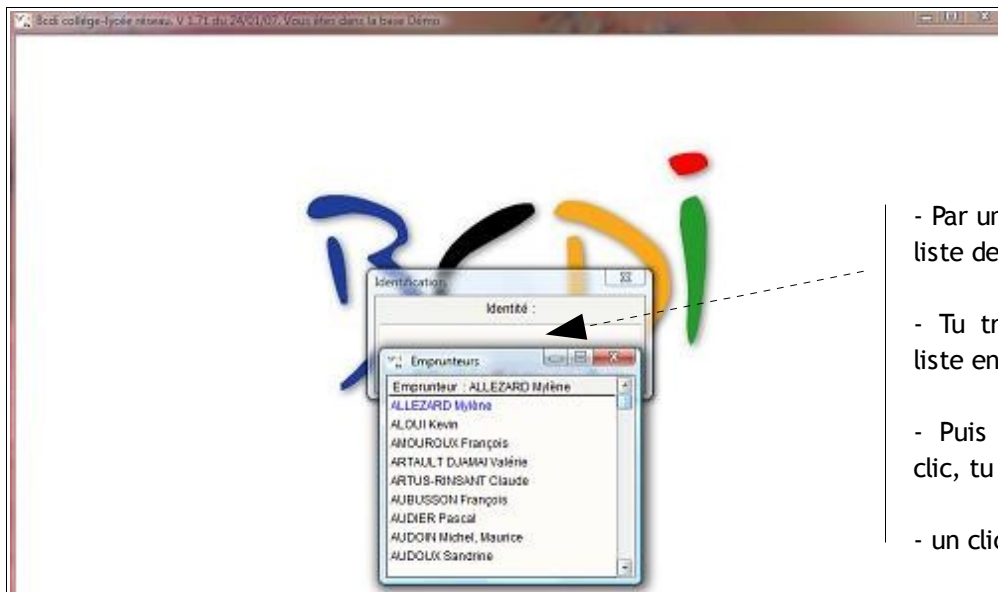 Bcdi collège-lycée réseau. V 1.71 du 24/01/07. Vous êtes dans la base Démo
BCDI
Identification
Identité :
Emprunteurs
Emprunteur : ALLEZARD Mylène
ALLEZARD Mylène
ALOUI Kevin
AMOUROUX François
ARTAULT DJAMAI Valérie
ARTUS-RINSANT Claude
AUBUSSON François
AUDIER Pascal
AUDOIN Michel, Maurice
AUDOUX Sandrine
- Par un
liste de
- Tu tr
liste en
- Puis
clic, tu
- un clic